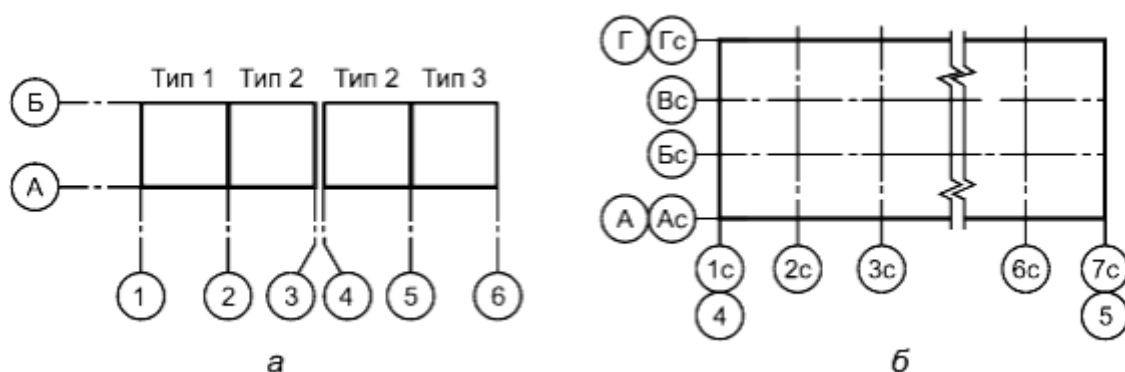 Тип 1 Тип 2 Тип 2 Тип 3
Б
А
1 2 3 4 5 6
а
Г Гс
Вс
Бс
А Ас
1с 2с 3с 6с 7с
4 5
б